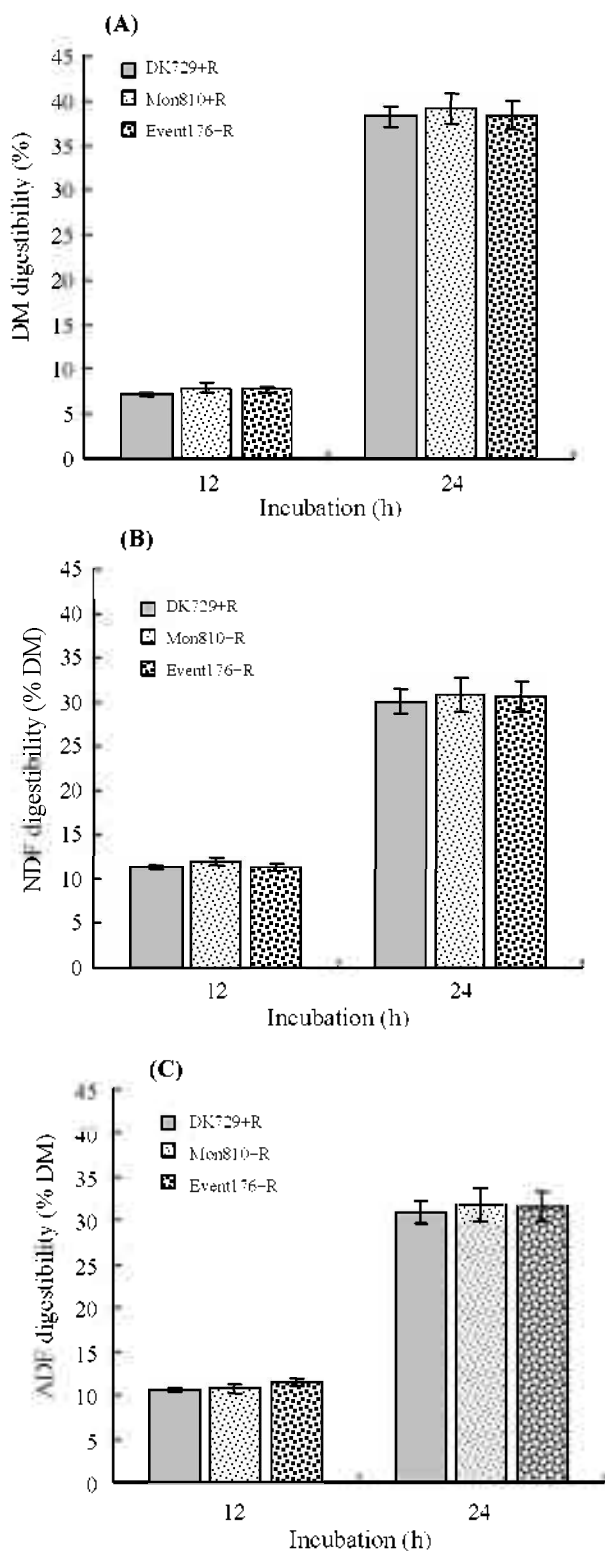 (A)
DK729+R
Mon810+R
Event176-R
DM digestibility (%)
45
40
35
30
25
20
15
10
5
0
12
24
Incubation (h)
(B)
DK729+R
Mon810-R
Event176-R
NDF digestibility (% DM)
45
40
35
30
25
20
15
10
5
0
12
24
Incubation (h)
(C)
DK729+R
Mon810-R
Event176-R
ADF digestibility (% DM)
45
40
35
30
25
20
15
10
5
0
12
24
Incubation (h)